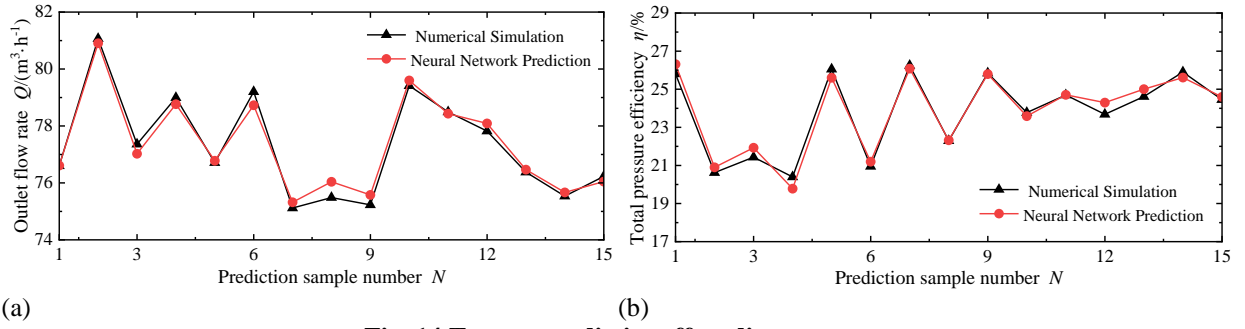 Outlet flow rate Q/(m³·h⁻¹)
82
80
78
76
74
Numerical Simulation
Neural Network Prediction
1 3 6 9 12 15
Prediction sample number N
(a)
Total pressure efficiency η/%
29
27
25
23
21
19
17
Numerical Simulation
Neural Network Prediction
1 3 6 9 12 15
Prediction sample number N
(b)